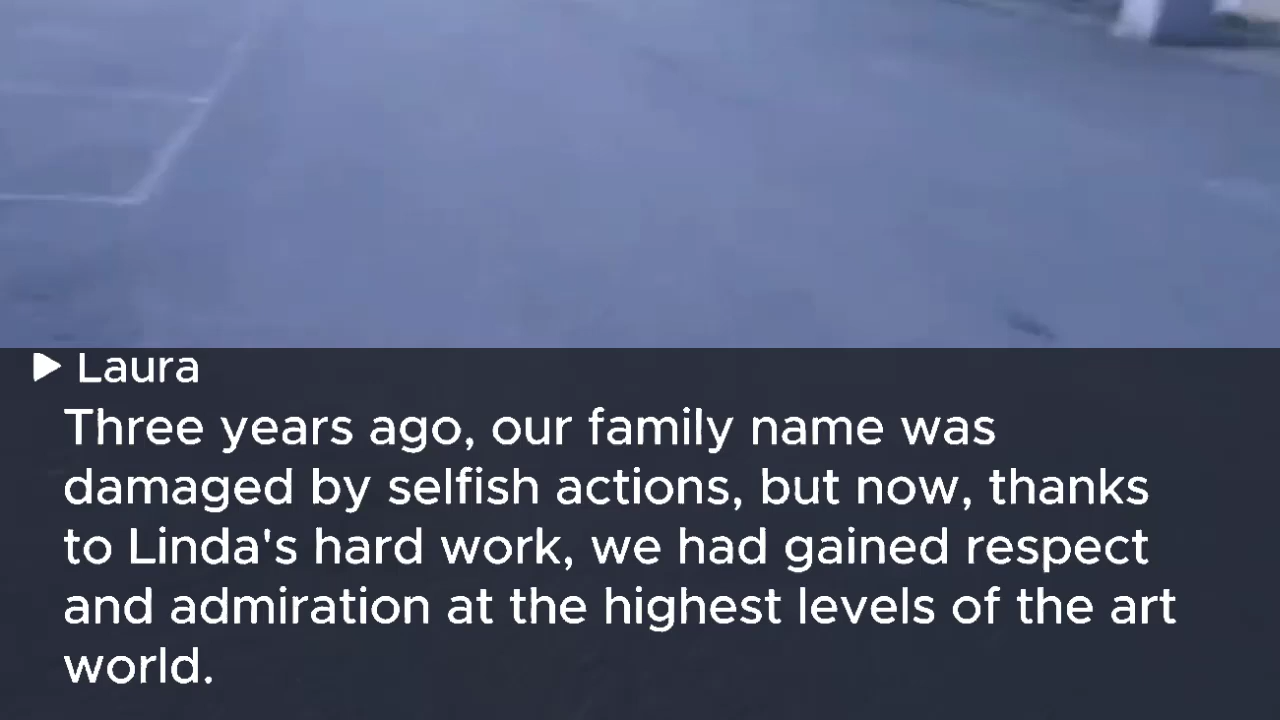 Laura
Three years ago, our family name was
damaged by selfish actions, but now, thanks
to Linda's hard work, we had gained respect
and admiration at the highest levels of the art
world.